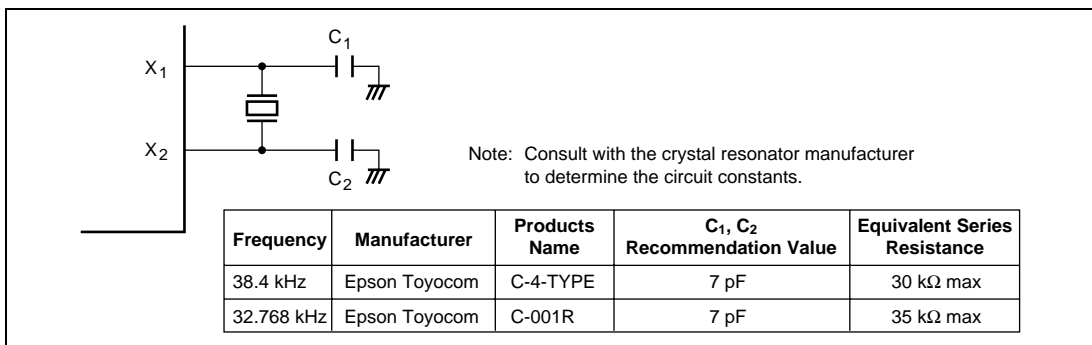 C1
X1
X2
C2
Note: Consult with the crystal resonator manufacturer
to determine the circuit constants.
Frequency Manufacturer Products Name C1, C2 Recommendation Value Equivalent Series Resistance
38.4 kHz Epson Toyocom C-4-TYPE 7 pF 30 kΩ max
32.768 kHz Epson Toyocom C-001R 7 pF 35 kΩ max